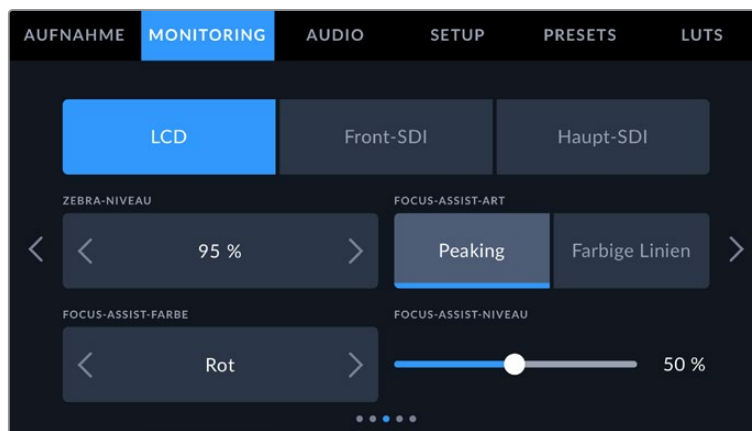 AUFNAHME MONITORING AUDIO SETUP PRESETS LUTS
LCD Front-SDI Haupt-SDI
ZEBRA-NIVEAU FOCUS-ASSIST-ART
95 % Peaking Farbige Linien
FOCUS-ASSIST-FARBE FOCUS-ASSIST-NIVEAU
Rot 50 %